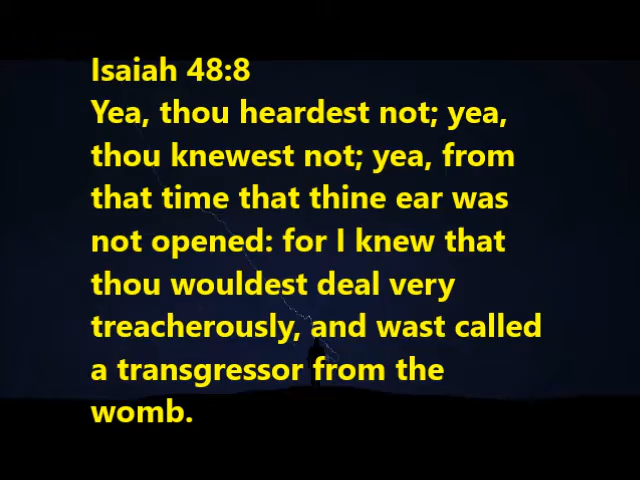 Isaiah 48:8
Yea, thou heardest not; yea,
thou knewest not; yea, from
that time that thine ear was
not opened: for I knew that
thou wouldest deal very
treacherously, and wast called
a transgressor from the
womb.